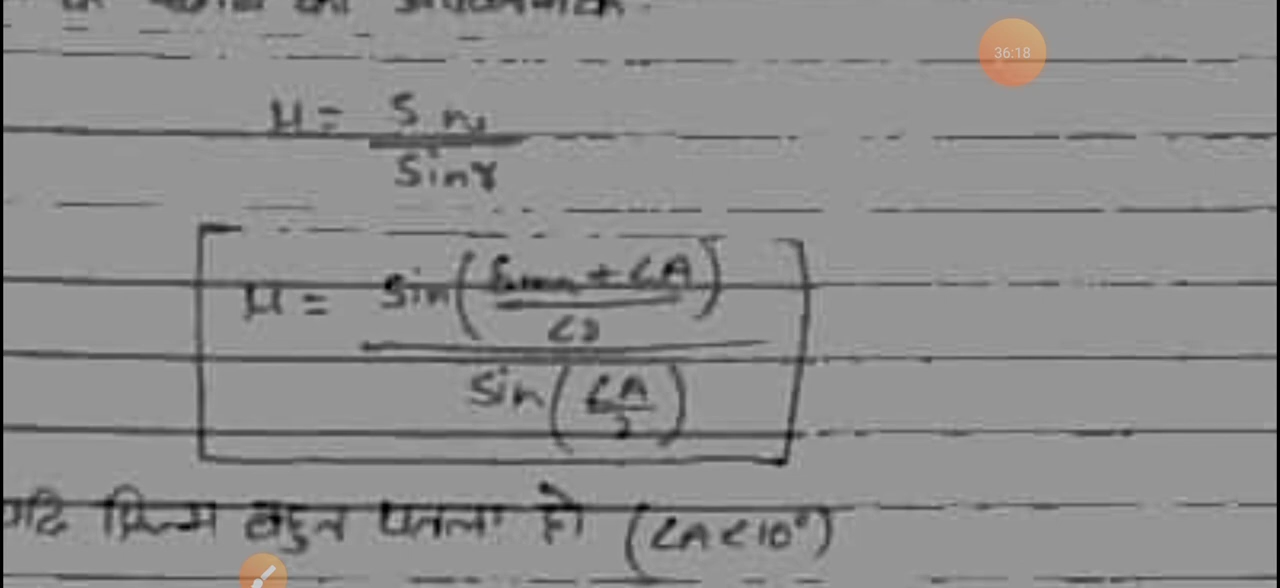 36:18
μ = Sin i / Sin r
μ = Sin((δmin + ∠A) / 2) / Sin(∠A / 2)
यदि प्रिज्म बहुत पतला हो (∠A<10°)